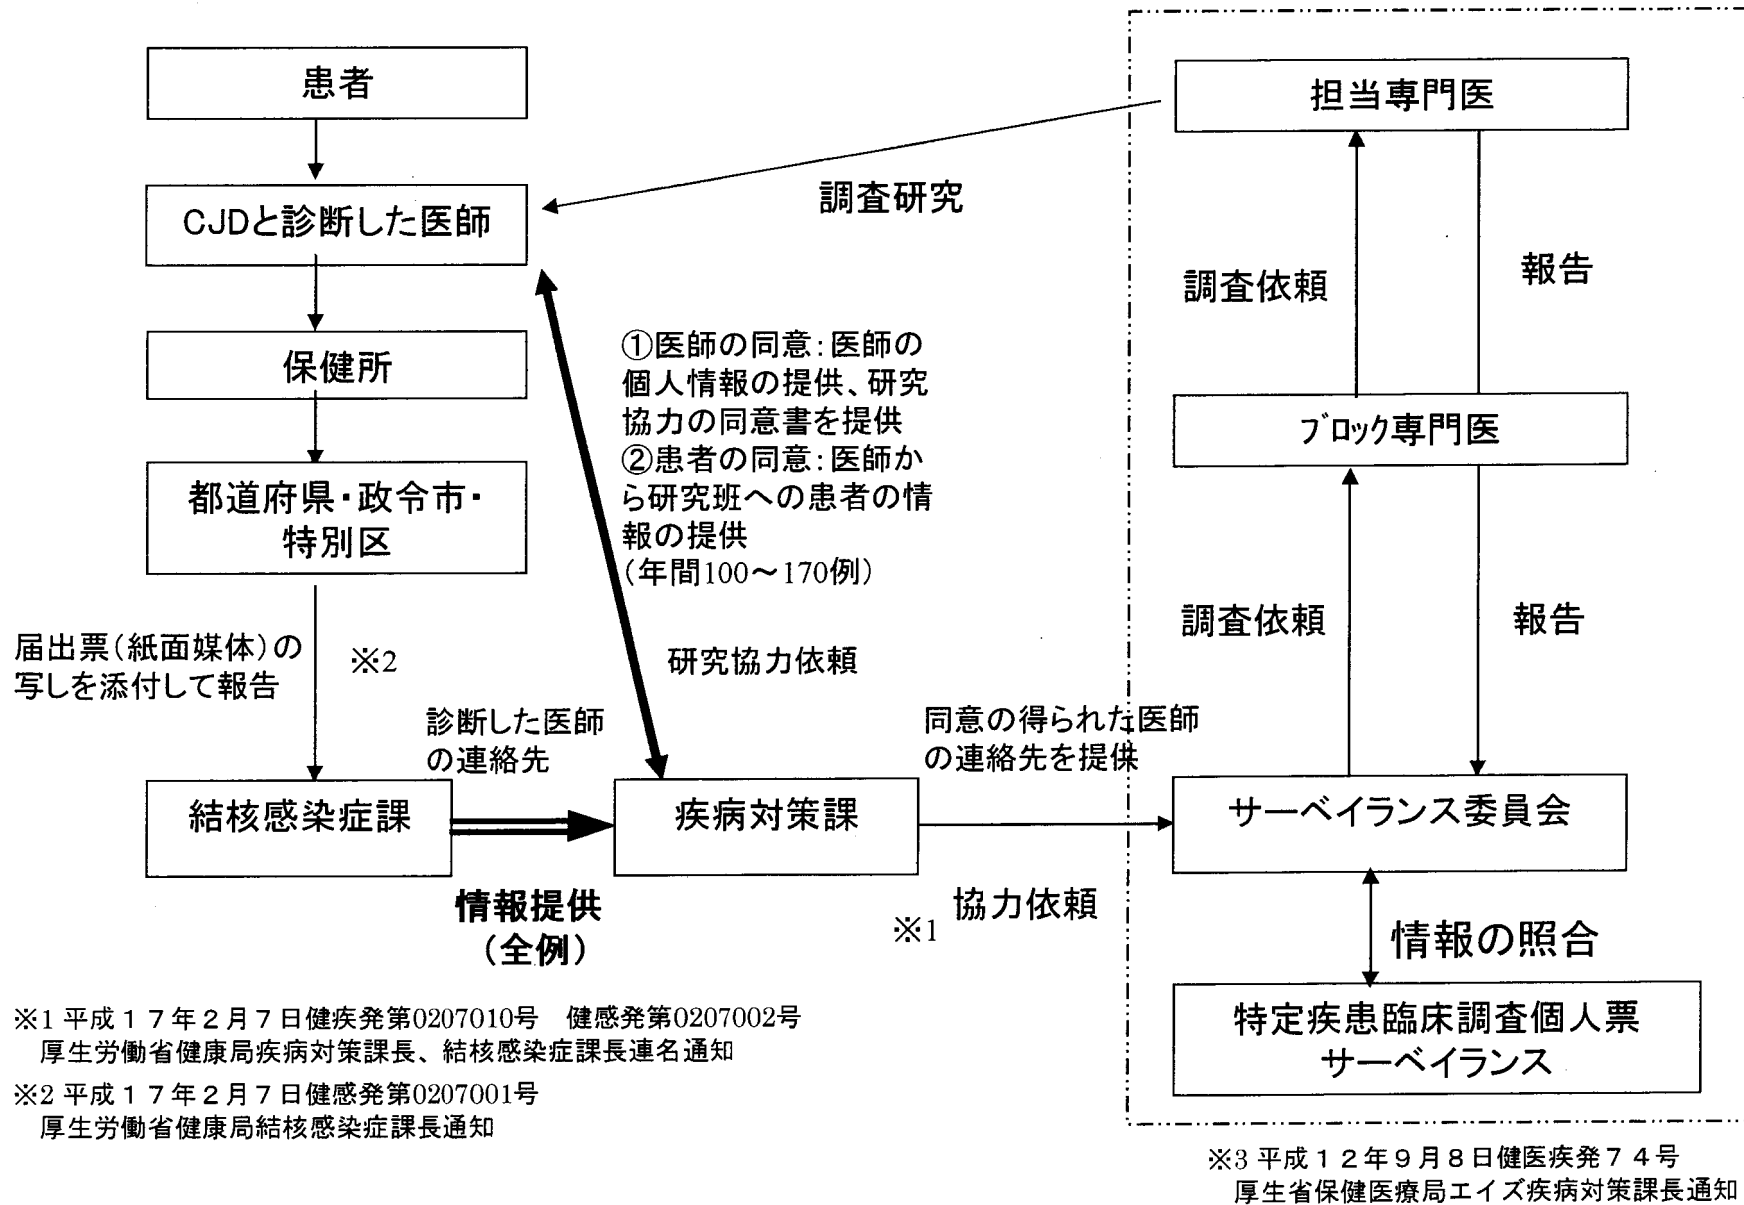 患者
CJDと診断した医師
保健所
都道府県・政令市・
特別区
届出票（紙面媒体）の
写しを添付して報告
※2
結核感染症課
診断した医師
の連絡先
情報提供
（全例）
疾病対策課
調査研究
①医師の同意：医師の
個人情報の提供、研究
協力の同意書を提供
②患者の同意：医師か
ら研究班への患者の情
報の提供
（年間100～170例）
研究協力依頼
同意の得られた医師
の連絡先を提供
※1
協力依頼
担当専門医
調査依頼
報告
ブロック専門医
調査依頼
報告
サーベイランス委員会
情報の照合
特定疾患臨床調査個人票
サーベイランス
※1 平成１７年２月７日健疾発第0207010号　健感発第0207002号
厚生労働省健康局疾病対策課長、結核感染症課長連名通知
※2 平成１７年２月７日健感発第0207001号
厚生労働省健康局結核感染症課長通知
※3 平成１２年９月８日健医疾発７４号
厚生省保健医療局エイズ疾病対策課長通知